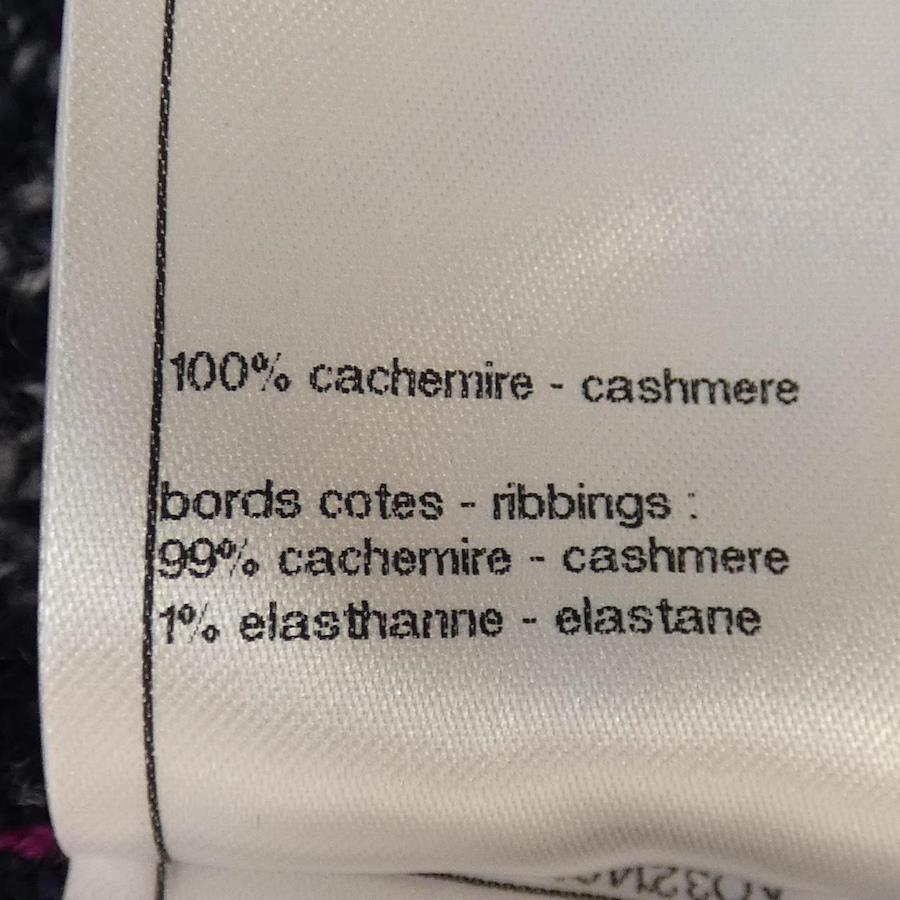 100% cachemire - cashmere
bords cotes - ribbings :
99% cachemire - cashmere
1% elasthanne - elastane